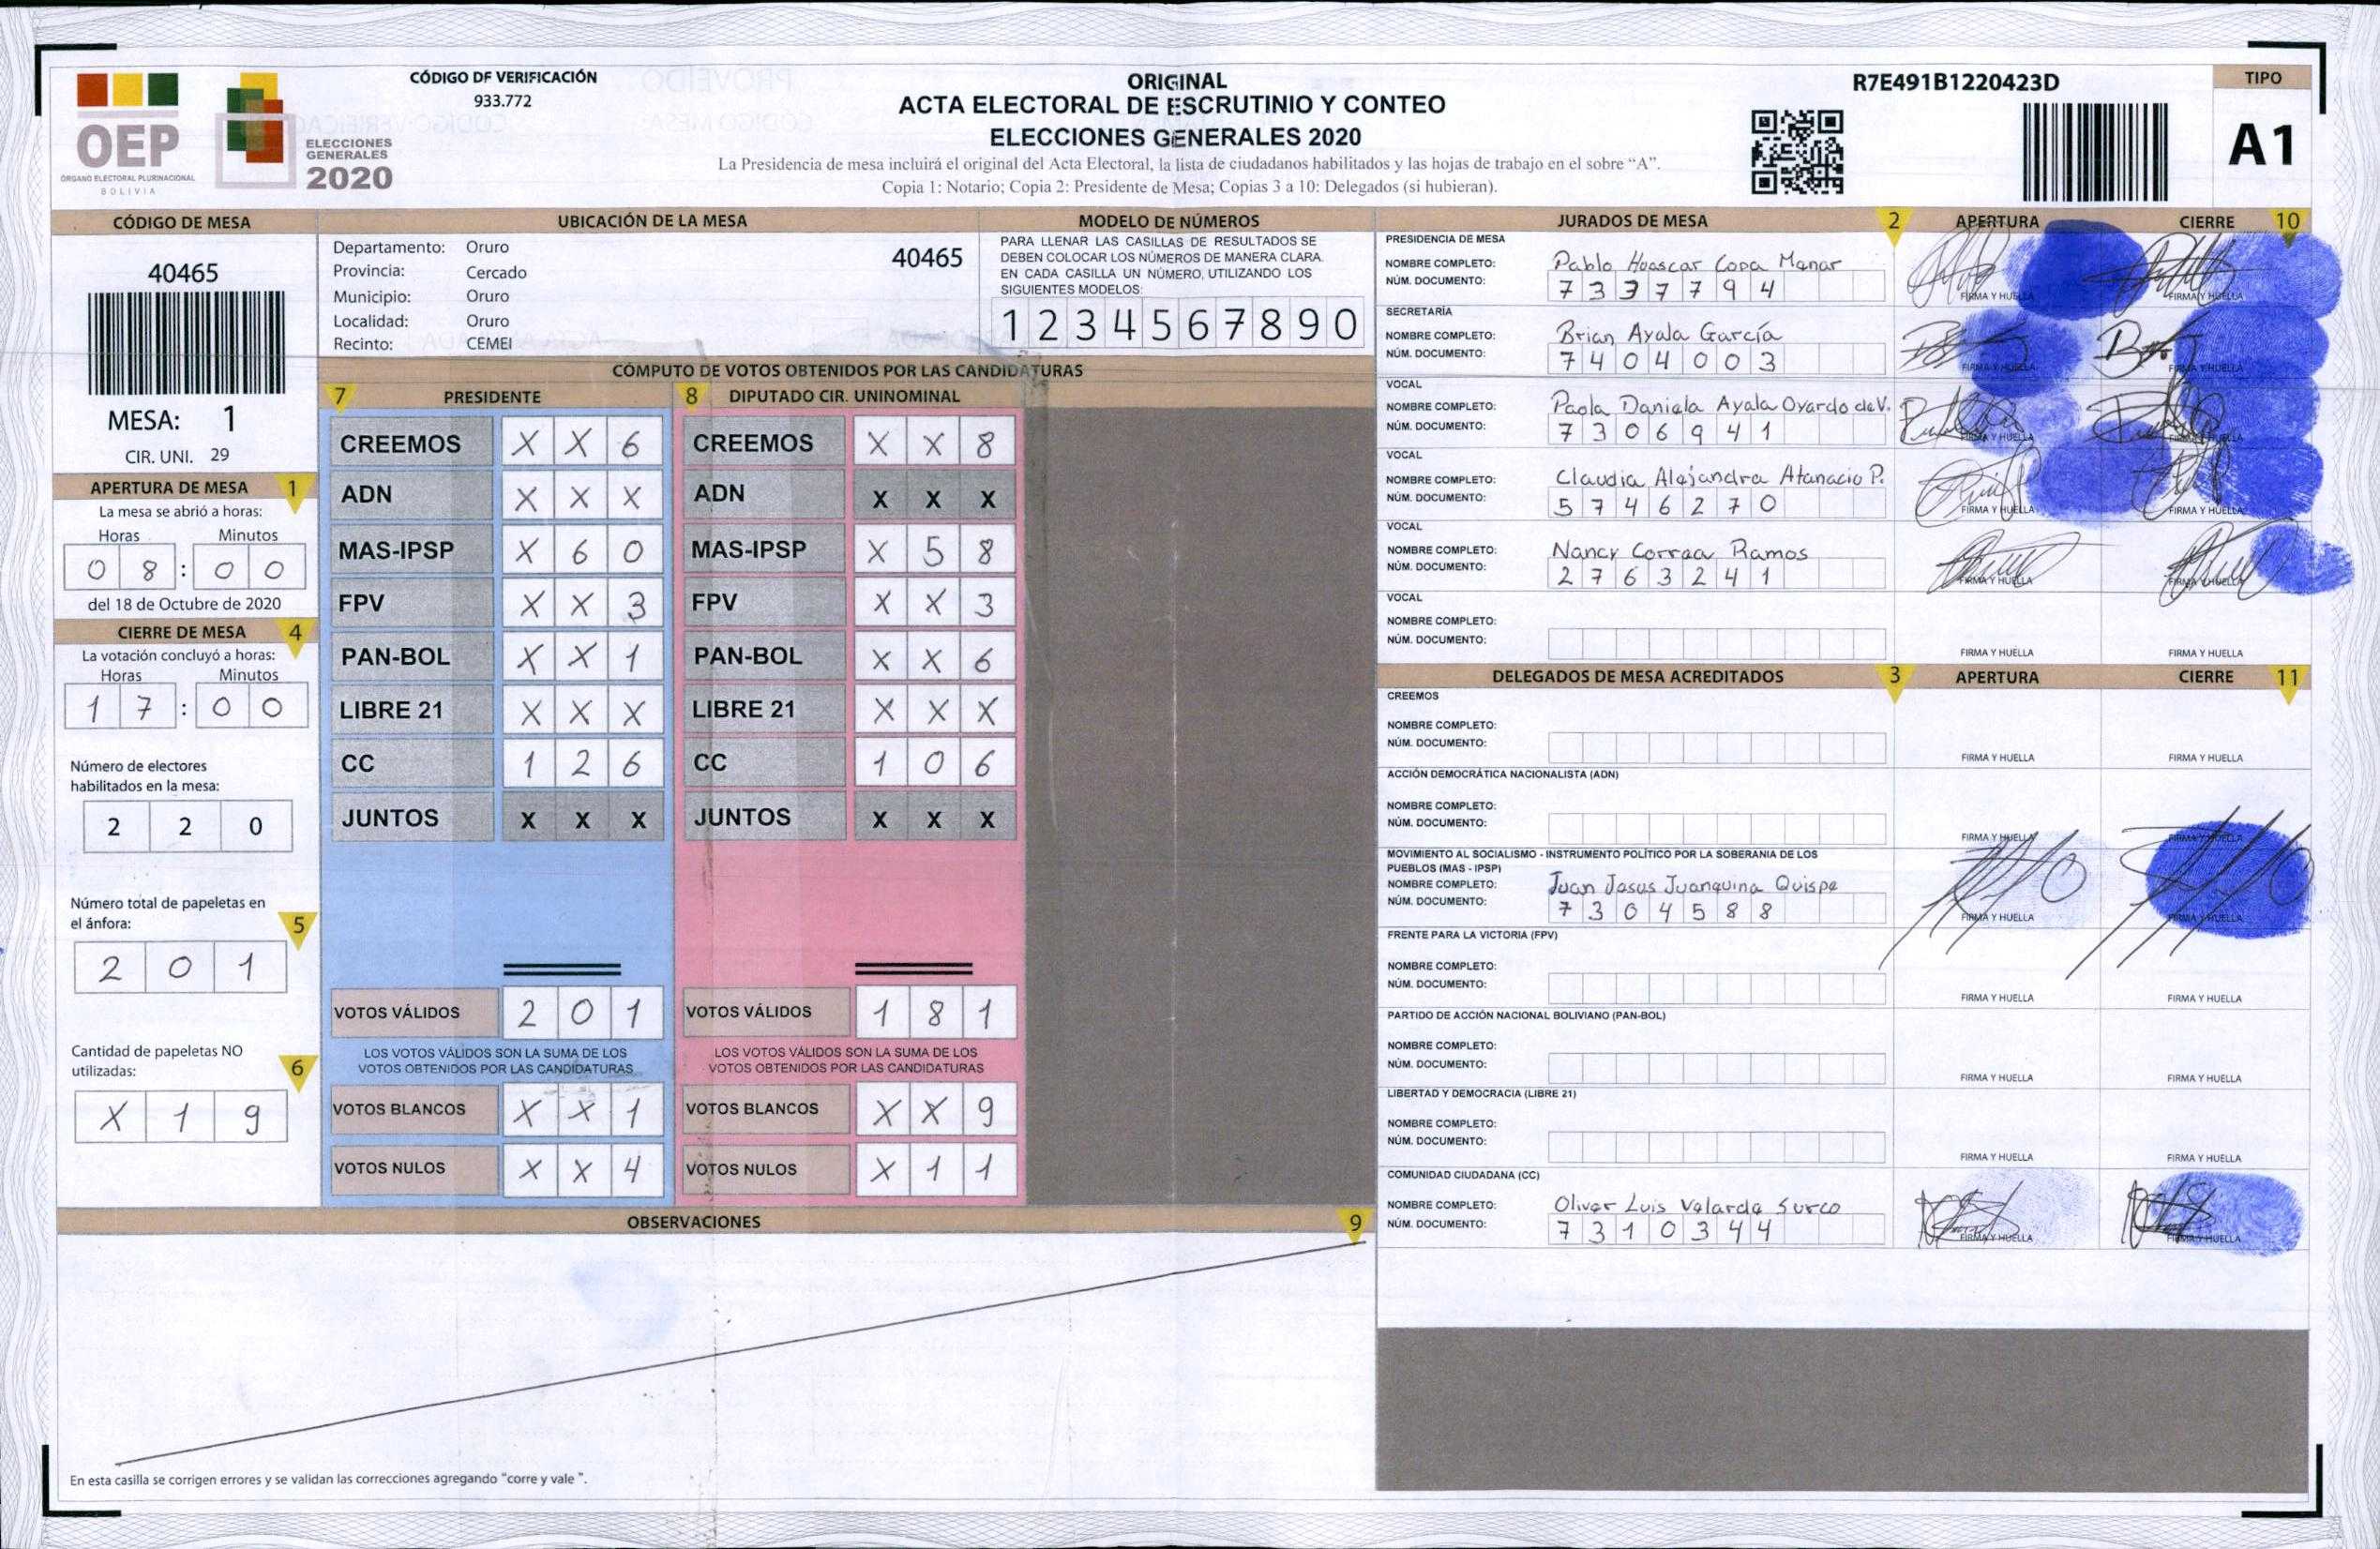 OEP
ÓRGANO ELECTORAL PLURINACIONAL
BOLIVIA
ELECCIONES
GENERALES
2020
CÓDIGO DE VERIFICACIÓN
933.772
ORIGINAL
ACTA ELECTORAL DE ESCRUTINIO Y CONTEO
ELECCIONES GENERALES 2020
La Presidencia de mesa incluirá el original del Acta Electoral, la lista de ciudadanos habilitados y las hojas de trabajo en el sobre “A”.
Copia 1: Notario; Copia 2: Presidente de Mesa; Copias 3 a 10: Delegados (si hubieran).
R7E491B1220423D
TIPO
A1
CÓDIGO DE MESA
40465
MESA: 1
CIR. UNI. 29
UBICACIÓN DE LA MESA
Departamento: Oruro
Provincia: Cercado
Municipio: Oruro
Localidad: Oruro
Recinto: CEMEI
40465
MODELO DE NÚMEROS
PARA LLENAR LAS CASILLAS DE RESULTADOS SE
DEBEN COLOCAR LOS NÚMEROS DE MANERA CLARA.
EN CADA CASILLA UN NÚMERO, UTILIZANDO LOS
SIGUIENTES MODELOS:
1 2 3 4 5 6 7 8 9 0
APERTURA DE MESA 1
La mesa se abrió a horas:
Horas Minutos
0 8 : 0 0
del 18 de Octubre de 2020
CIERRE DE MESA 4
La votación concluyó a horas:
Horas Minutos
1 7 : 0 0
Número de electores
habilitados en la mesa:
2 2 0
Número total de papeletas en
el ánfora: 5
2 0 1
Cantidad de papeletas NO
utilizadas: 6
X 1 9
CÓMPUTO DE VOTOS OBTENIDOS POR LAS CANDIDATURAS
7 PRESIDENTE
CREEMOS X X 6
ADN X X X
MAS-IPSP X 6 0
FPV X X 3
PAN-BOL X X 1
LIBRE 21 X X X
CC 1 2 6
JUNTOS X X X
VOTOS VÁLIDOS 2 0 1
LOS VOTOS VÁLIDOS SON LA SUMA DE LOS
VOTOS OBTENIDOS POR LAS CANDIDATURAS
VOTOS BLANCOS X X 1
VOTOS NULOS X X 4
8 DIPUTADO CIR. UNINOMINAL
CREEMOS X X 8
ADN X X X
MAS-IPSP X 5 8
FPV X X 3
PAN-BOL X X 6
LIBRE 21 X X X
CC 1 0 6
JUNTOS X X X
VOTOS VÁLIDOS 1 8 1
LOS VOTOS VÁLIDOS SON LA SUMA DE LOS
VOTOS OBTENIDOS POR LAS CANDIDATURAS
VOTOS BLANCOS X X 9
VOTOS NULOS X 1 1
OBSERVACIONES 9
En esta casilla se corrigen errores y se validan las correcciones agregando “corre y vale ”.
JURADOS DE MESA 2 APERTURA CIERRE 10
PRESIDENCIA DE MESA
NOMBRE COMPLETO: Pablo Huascar Copa Manar
NÚM. DOCUMENTO: 7 3 3 7 7 9 4
FIRMA Y HUELLA FIRMA Y HUELLA
SECRETARÍA
NOMBRE COMPLETO: Brian Ayala García
NÚM. DOCUMENTO: 7 4 0 4 0 0 3
FIRMA Y HUELLA FIRMA Y HUELLA
VOCAL
NOMBRE COMPLETO: Paola Daniela Ayala Oyardo de V.
NÚM. DOCUMENTO: 7 3 0 6 9 4 1
FIRMA Y HUELLA FIRMA Y HUELLA
VOCAL
NOMBRE COMPLETO: Claudia Alejandra Atanacio P.
NÚM. DOCUMENTO: 5 7 4 6 2 7 0
FIRMA Y HUELLA FIRMA Y HUELLA
VOCAL
NOMBRE COMPLETO: Nancy Correa Ramos
NÚM. DOCUMENTO: 2 7 6 3 2 4 1
FIRMA Y HUELLA FIRMA Y HUELLA
VOCAL
NOMBRE COMPLETO:
NÚM. DOCUMENTO:
FIRMA Y HUELLA FIRMA Y HUELLA
DELEGADOS DE MESA ACREDITADOS 3 APERTURA CIERRE 11
CREEMOS
NOMBRE COMPLETO:
NÚM. DOCUMENTO:
FIRMA Y HUELLA FIRMA Y HUELLA
ACCIÓN DEMOCRÁTICA NACIONALISTA (ADN)
NOMBRE COMPLETO:
NÚM. DOCUMENTO:
FIRMA Y HUELLA FIRMA Y HUELLA
MOVIMIENTO AL SOCIALISMO - INSTRUMENTO POLÍTICO POR LA SOBERANIA DE LOS
PUEBLOS (MAS - IPSP)
NOMBRE COMPLETO: Juan Jesus Juanquina Quispe
NÚM. DOCUMENTO: 7 3 0 4 5 8 8
FIRMA Y HUELLA FIRMA Y HUELLA
FRENTE PARA LA VICTORIA (FPV)
NOMBRE COMPLETO:
NÚM. DOCUMENTO:
FIRMA Y HUELLA FIRMA Y HUELLA
PARTIDO DE ACCIÓN NACIONAL BOLIVIANO (PAN-BOL)
NOMBRE COMPLETO:
NÚM. DOCUMENTO:
FIRMA Y HUELLA FIRMA Y HUELLA
LIBERTAD Y DEMOCRACIA (LIBRE 21)
NOMBRE COMPLETO:
NÚM. DOCUMENTO:
FIRMA Y HUELLA FIRMA Y HUELLA
COMUNIDAD CIUDADANA (CC)
NOMBRE COMPLETO: Oliver Luis Velarde Surco
NÚM. DOCUMENTO: 7 3 1 0 3 4 4
FIRMA Y HUELLA FIRMA Y HUELLA